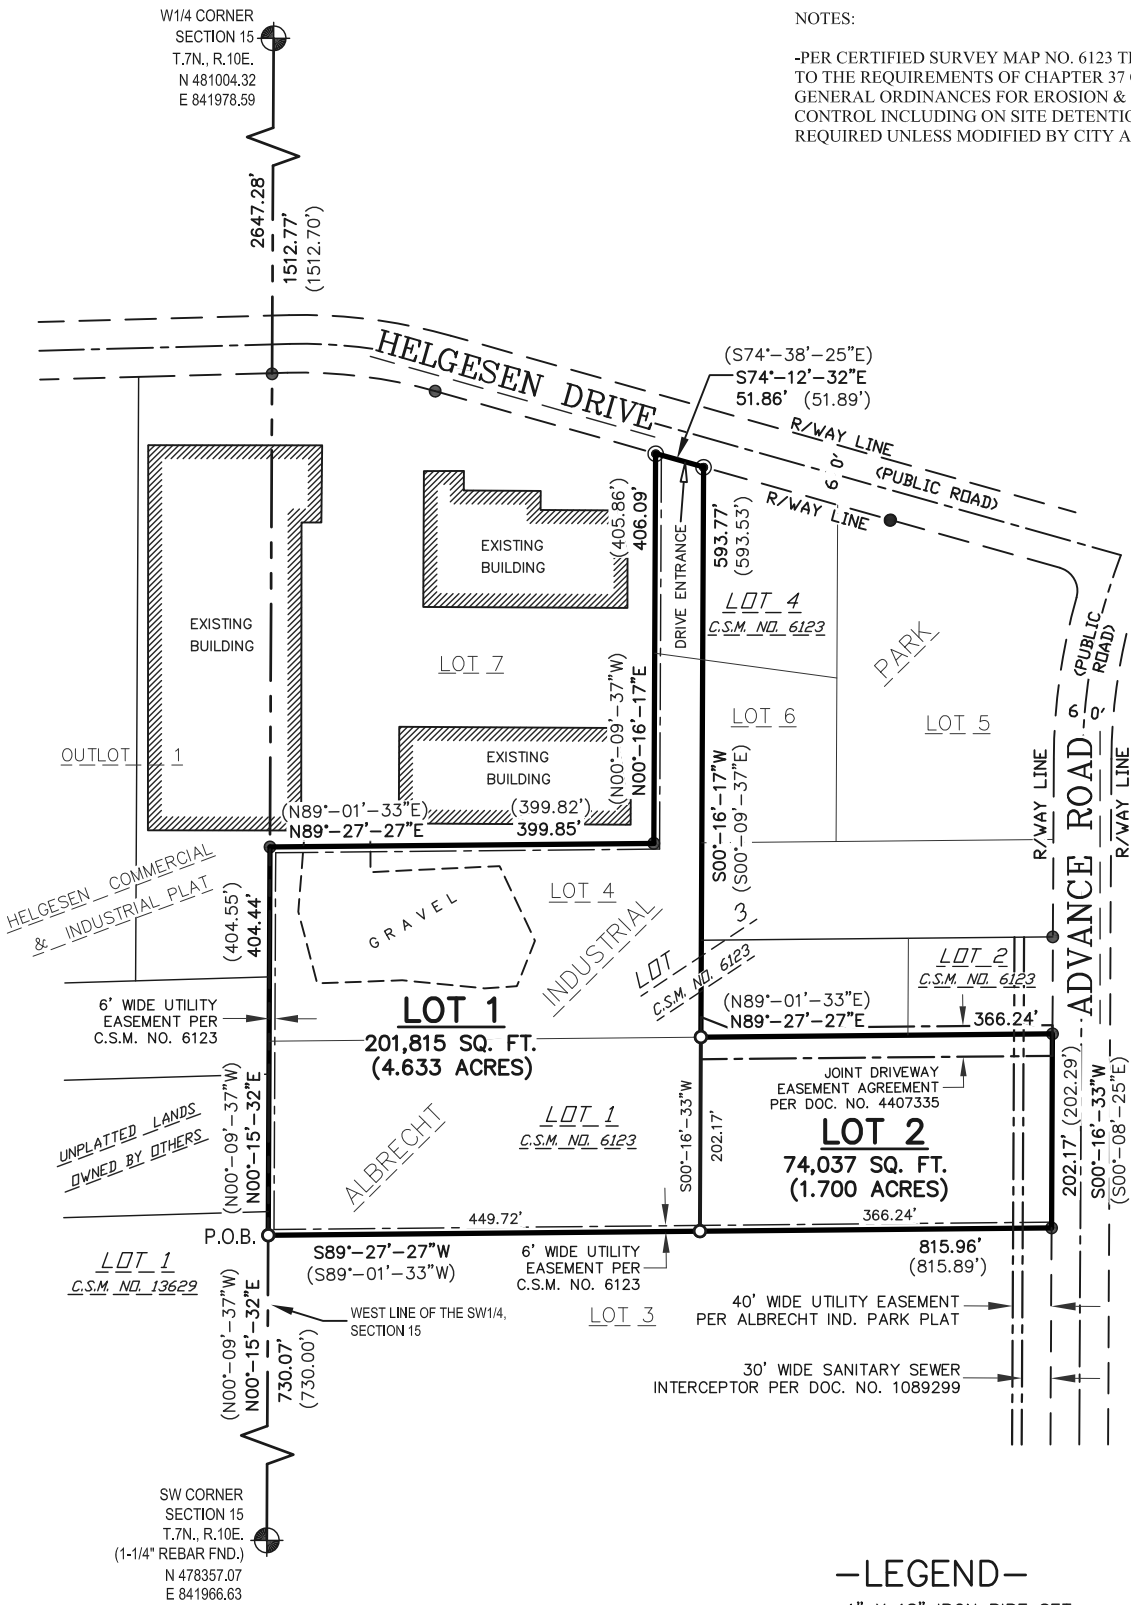 W1/4 CORNER
SECTION 15
T.7N., R.10E.
N 481004.32
E 841978.59
NOTES:
-PER CERTIFIED SURVEY MAP NO. 6123
TO THE REQUIREMENTS OF CHAPTER 37
GENERAL ORDINANCES FOR EROSION &
CONTROL INCLUDING ON SITE
REQUIRED UNLESS MODIFIED BY CITY
2647.28'
1512.77'
(1512.70')
HELGESEN DRIVE
(S74°-38'-25"E)
S74°-12'-32"E
51.86' (51.89')
R/WAY LINE
60'
(PUBLIC ROAD)
R/WAY LINE
(405.86')
406.09'
DRIVE ENTRANCE
593.77'
(593.53')
EXISTING
BUILDING
EXISTING
BUILDING
LOT 7
LOT 4
C.S.M. NO. 6123
PARK
(PUBLIC
ROAD)
(N00°-09'-37"W)
N00°-16'-17"E
LOT 6
LOT 5
60'
OUTLOT 1
EXISTING
BUILDING
S00°-16'-17"W
(S00°-09'-37"E)
R/WAY LINE
ADVANCE ROAD
R/WAY LINE
(N89°-01'-33"E)
(399.82')
N89°-27'-27"E
399.85'
HELGESEN COMMERCIAL
& INDUSTRIAL PLAT
(404.55')
404.44'
GRAVEL
LOT 4
INDUSTRIAL
LOT 3
C.S.M. NO. 6123
LOT 2
C.S.M. NO. 6123
6' WIDE UTILITY
EASEMENT PER
C.S.M. NO. 6123
LOT 1
201,815 SQ. FT.
(4.633 ACRES)
(N89°-01'-33"E)
N89°-27'-27"E
366.24'
JOINT DRIVEWAY
EASEMENT AGREEMENT
PER DOC. NO. 4407335
UNPLATTED LANDS
OWNED BY OTHERS
(N00°-09'-37"W)
N00°-15'-32"E
ALBRECHT
LOT 1
C.S.M. NO. 6123
S00°-16'-33"W
202.17'
LOT 2
74,037 SQ. FT.
(1.700 ACRES)
202.17' (202.29')
S00°-16'-33"W
(S00°-08'-25"E)
449.72'
366.24'
P.O.B.
S89°-27'-27"W
(S89°-01'-33"W)
6' WIDE UTILITY
EASEMENT PER
C.S.M. NO. 6123
815.96'
(815.89')
LOT 1
C.S.M. NO. 13629
(N00°-09'-37"W)
N00°-15'-32"E
730.07'
(730.00')
WEST LINE OF THE SW1/4,
SECTION 15
LOT 3
40' WIDE UTILITY EASEMENT
PER ALBRECHT IND. PARK PLAT
30' WIDE SANITARY SEWER
INTERCEPTOR PER DOC. NO. 1089299
SW CORNER
SECTION 15
T.7N., R.10E.
(1-1/4" REBAR FND.)
N 478357.07
E 841966.63
-LEGEND-